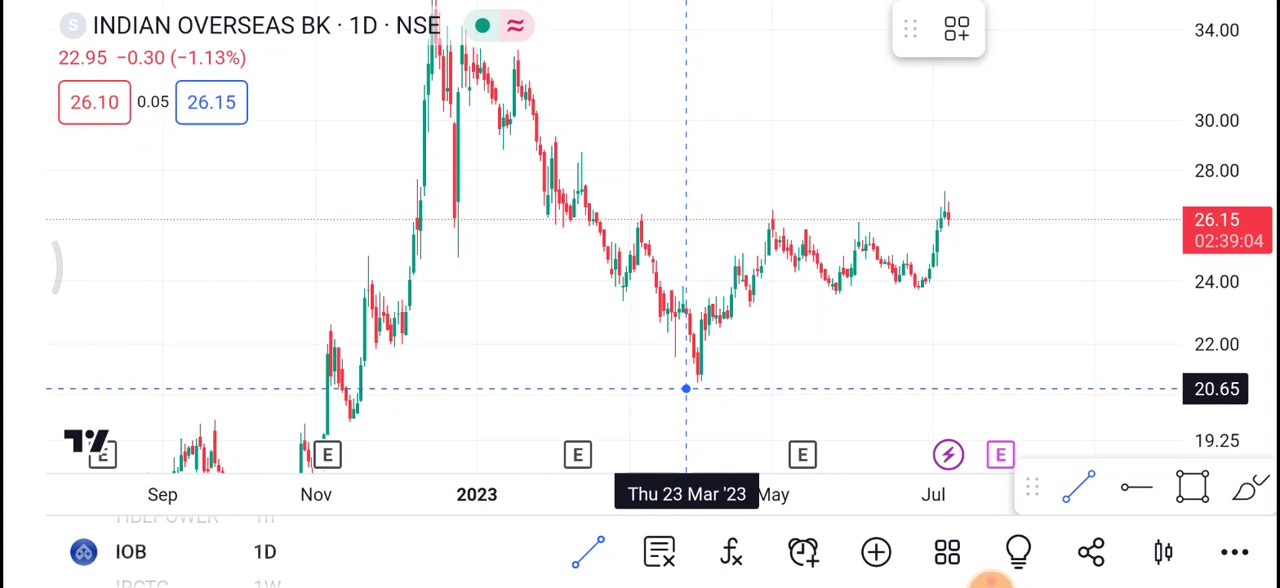 S INDIAN OVERSEAS BK · 1D · NSE
22.95 −0.30 (−1.13%)
26.10 0.05 26.15
34.00
30.00
28.00
26.15
02:39:04
24.00
22.00
20.65
19.25
E E E E E
Sep Nov 2023 Thu 23 Mar '23 May Jul
IOB 1D